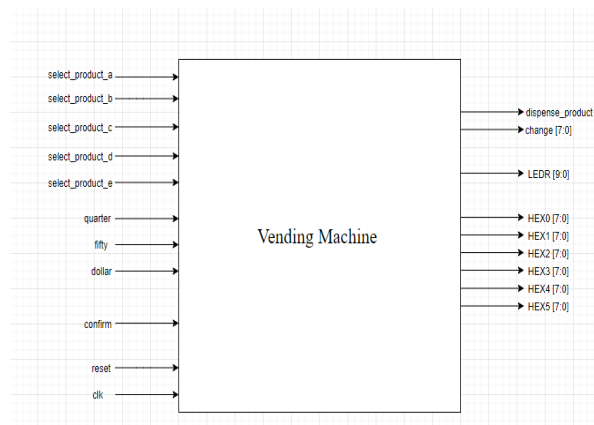 select_product_a
select_product_b
select_product_c
select_product_d
select_product_e
quarter
fifty
dollar
confirm
reset
clk
Vending Machine
dispense_product
change [7:0]
LEDR [9:0]
HEX0 [7:0]
HEX1 [7:0]
HEX2 [7:0]
HEX3 [7:0]
HEX4 [7:0]
HEX5 [7:0]